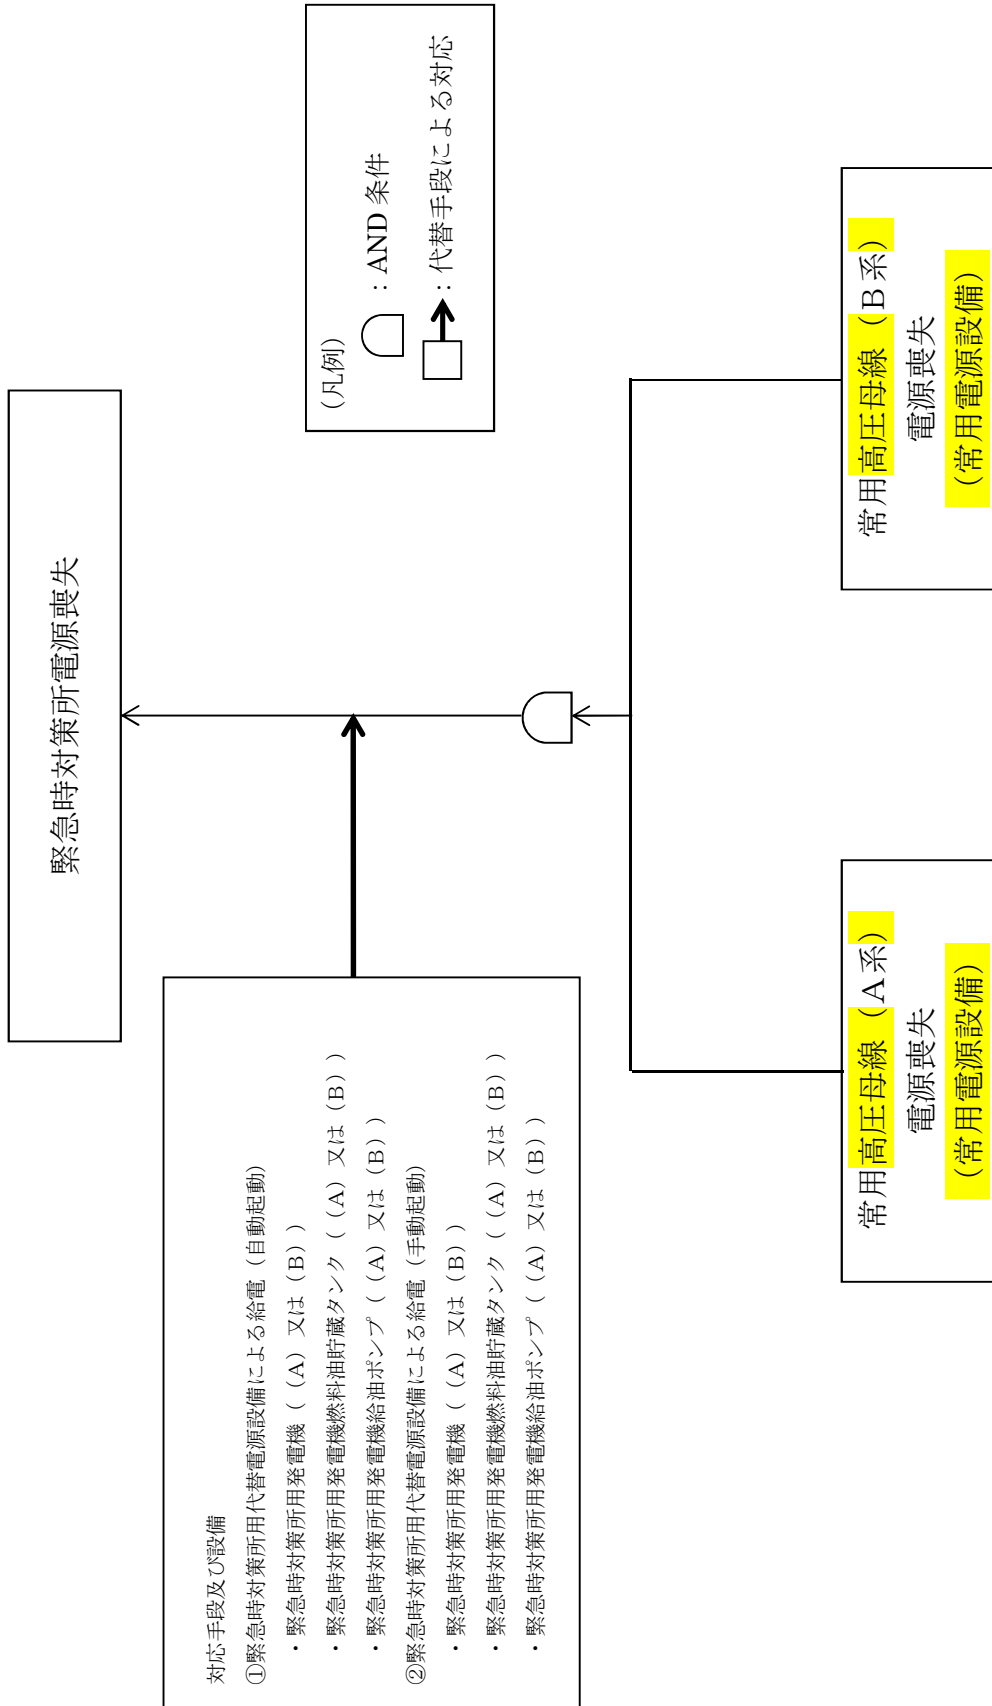 緊急時対策所電源喪失
対応手段及び設備
①緊急時対策所用代替電源設備による給電（自動起動）
・緊急時対策所用発電機（（A）又は（B））
・緊急時対策所用発電機燃料油貯蔵タンク（（A）又は（B））
・緊急時対策所用発電機給油ポンプ（（A）又は（B））
②緊急時対策所用代替電源設備による給電（手動起動）
・緊急時対策所用発電機（（A）又は（B））
・緊急時対策所用発電機燃料油貯蔵タンク（（A）又は（B））
・緊急時対策所用発電機給油ポンプ（（A）又は（B））
（凡例）
：AND 条件
：代替手段による対応
常用高圧母線（A系）
電源喪失
（常用電源設備）
常用高圧母線（B系）
電源喪失
（常用電源設備）